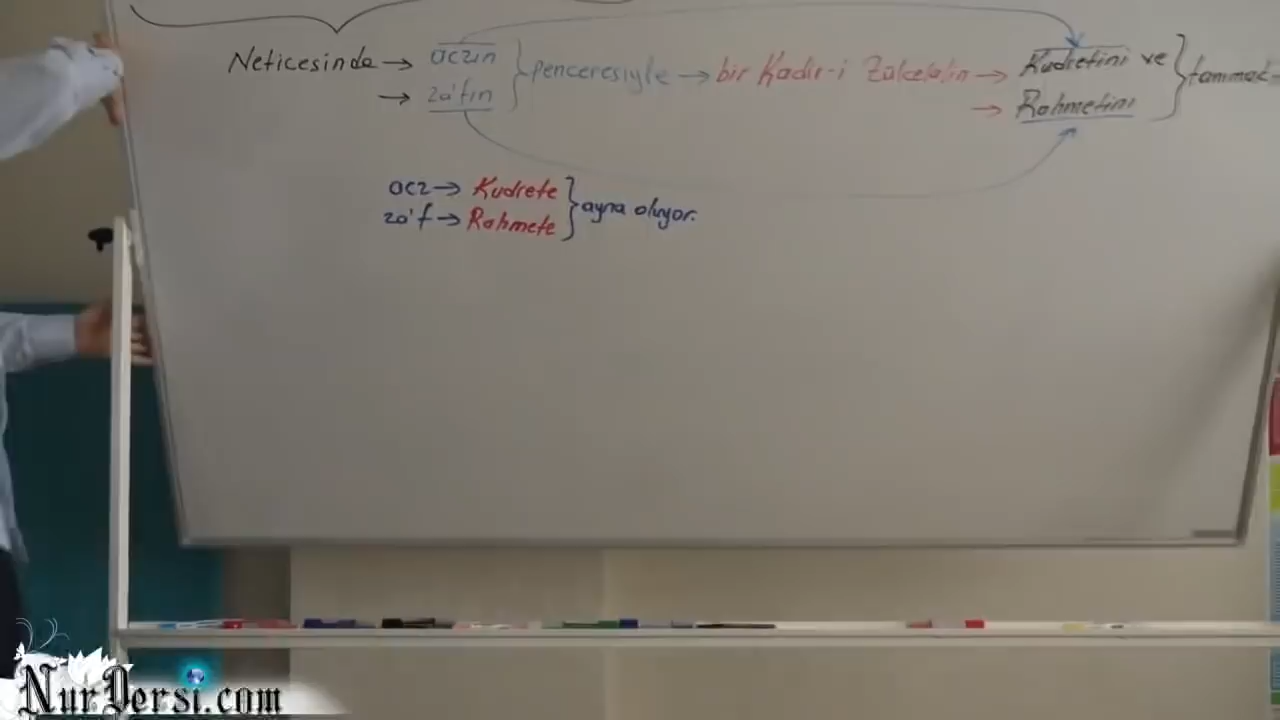 Neticesinde → aczın } penceresiyle → bir Kadîr-i Zülcelalin → Kudretini ve } tanımak
→ za'fın → Rahmetini
acz → Kudrete } ayna oluyor.
za'f → Rahmete
NurDersi.com